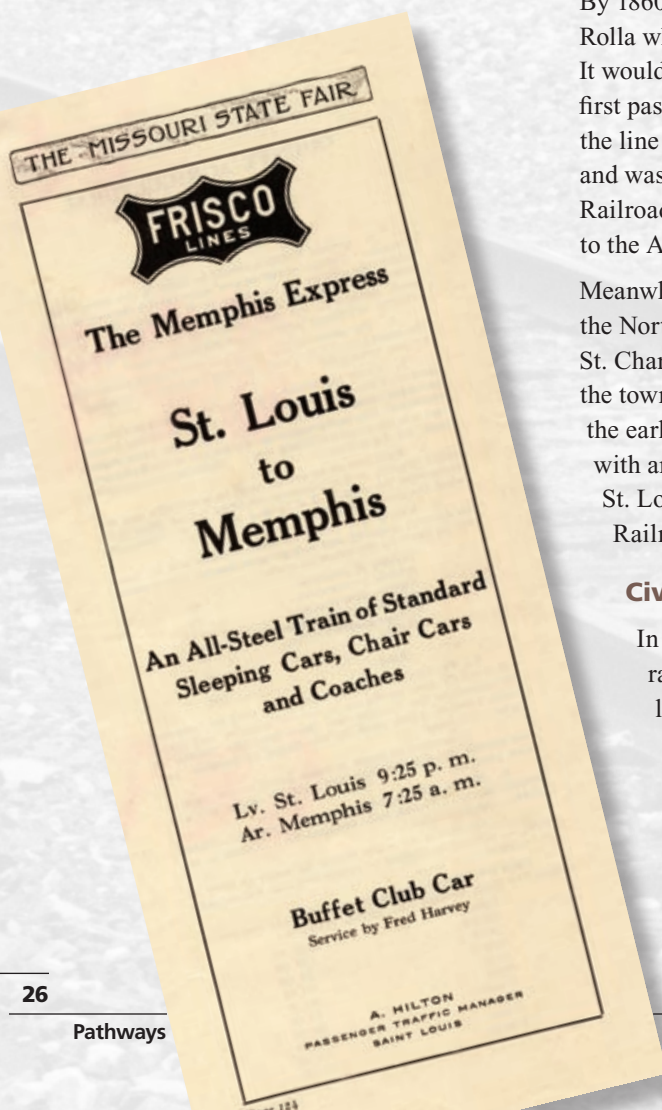 THE MISSOURI STATE FAIR
FRISCO
LINES
The Memphis Express
St. Louis
to
Memphis
An All-Steel Train of Standard
Sleeping Cars, Chair Cars
and Coaches
Lv. St. Louis 9:25 p. m.
Ar. Memphis 7:25 a. m.
Buffet Club Car
Service by Fred Harvey
A. HILTON
PASSENGER TRAFFIC MANAGER
SAINT LOUIS
By 1860
Rolla
It would
first
the line
and was
Railroad
to the A
Meanwhi
the Nor
St. Char
the town
the earl
with a
St. Lo
Railr
Civ
In
ra
l
26
Pathways